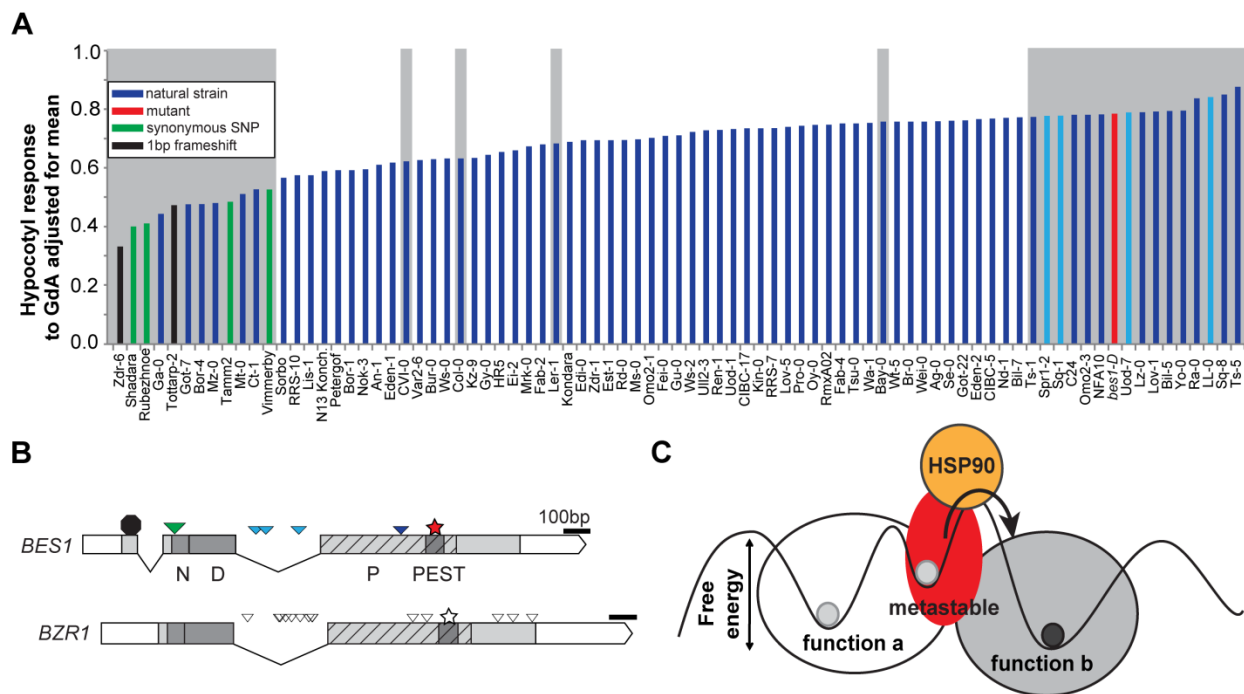 A
Hypocotyl response
to GdA adjusted for mean
1.0
0.8
0.6
0.4
0.2
0.0
natural strain
mutant
synonymous SNP
1bp frameshift
Zdr-6
Shadara
Rubezhnoe
Ga-0
Tottarp-2
Got-7
Bor-4
Mz-0
Tamm2
Mt-0
Ct-1
Vimmerby
Sorbo
RRS-10
Lis-1
N13 Konch.
Petergof
Bor-1
Nok-3
An-1
Eden-1
CVI-0
Var2-6
Bur-0
Ws-0
Col-0
Kz-9
Gy-0
HR5
Ei-2
Mrk-0
Fab-2
Ler-1
Kondara
Edi-0
Zdr-1
Est-1
Rd-0
Ms-0
Omo2-1
Fei-0
Gu-0
Ws-2
Ull2-3
Ren-1
Uod-1
CIBC-17
Kin-0
RRS-7
Lov-5
Pro-0
PoyA0
RmxA02
Fab-4
Tsu-0
Wa-1
Bay-0
Wt-5
Br-0
Wei-0
Ag-0
Se-0
Got-22
Eden-2
CIBC-5
Nd-1
Bil-7
Ts-1
Spr1-2
Sq-1
C24
Omo2-3
NFA10
bes1-D
Uod-7
Lz-0
Lov-1
Bil-5
Yo-0
Ra-0
LL-0
Sq-8
Ts-5
B
100bp
BES1
N D P PEST
BZR1
C
HSP90
Free
energy
metastable
function a
function b